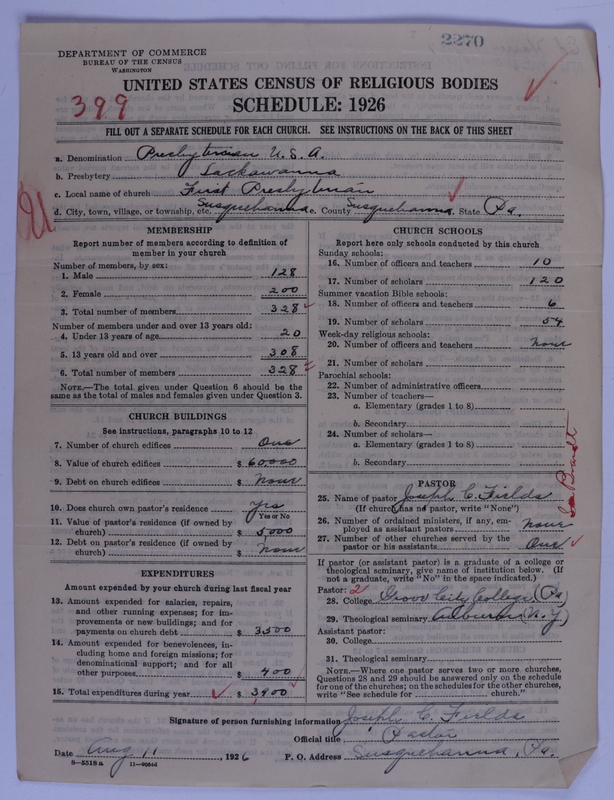 2270
DEPARTMENT OF COMMERCE
BUREAU OF THE CENSUS
WASHINGTON
UNITED STATES CENSUS OF RELIGIOUS BODIES
399
SCHEDULE: 1926
FILL OUT A SEPARATE SCHEDULE FOR EACH CHURCH. SEE INSTRUCTIONS ON THE BACK OF THIS SHEET
a. Denomination Presbyterian U.S.A.
b. Presbytery Lackawanna
c. Local name of church First Presbyterian
d. City, town, village, or township, etc. Susquehanna e. County Susquehanna State Pa.
MEMBERSHIP
Report number of members according to definition of
member in your church
Number of members, by sex:
1. Male 128
2. Female 200
3. Total number of members 328
Number of members under and over 13 years old:
4. Under 13 years of age 20
5. 13 years old and over 308
6. Total number of members 328
NOTE.—The total given under Question 6 should be
same as the total of males and females given under Question 3.
CHURCH BUILDINGS
See instructions, paragraphs 10 to 12
7. Number of church edifices One
8. Value of church edifices $ 60,000
9. Debt on church edifices $ None
10. Does church own pastor's residence Yes
Yes or No
11. Value of pastor's residence (if owned by
church) $ 5,000
12. Debt on pastor's residence (if owned by
church) $ None
EXPENDITURES
Amount expended by your church during last fiscal year
13. Amount expended for salaries, repairs,
and other running expenses; for im-
provements or new buildings; and for
payments on church debt $ 3500
14. Amount expended for benevolences, in-
cluding home and foreign missions; for
denominational support; and for all
other purposes $ 400
15. Total expenditures during year $ 3900
CHURCH SCHOOLS
Report here only schools conducted by this church
Sunday schools:
16. Number of officers and teachers 10
17. Number of scholars 120
Summer vacation Bible schools:
18. Number of officers and teachers 6
19. Number of scholars 54
Week-day religious schools:
20. Number of officers and teachers None
21. Number of scholars
Parochial schools:
22. Number of administrative officers
23. Number of teachers—
a. Elementary (grades 1 to 8)
b. Secondary
24. Number of scholars—
a. Elementary (grades 1 to 8)
b. Secondary
PASTOR
25. Name of pastor Joseph C. Fields
(If church has no pastor, write "None")
26. Number of ordained ministers, if any, em-
ployed as assistant pastors None
27. Number of other churches served by the
pastor or his assistants One
If pastor (or assistant pastor) is a graduate of a college or
theological seminary, give name of institution below. (If
not a graduate, write "No" in the space indicated.)
Pastor: 2
28. College Grove City College (Pa)
29. Theological seminary Auburn (N.Y)
Assistant pastor:
30. College
31. Theological seminary
NOTE.—Where one pastor serves two or more churches,
Questions 28 and 29 should be answered only on the schedule
for one of the churches; on the schedules for the other churches,
write "See schedule for church."
Signature of person furnishing information Joseph C. Fields
Official title Pastor
Date Aug 11, 1926 P. O. Address Susquehanna, Pa.